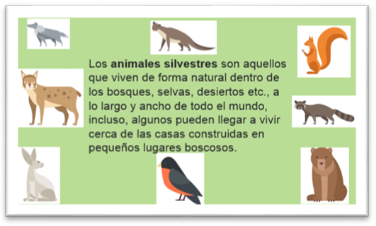 Los animales silvestres son aquellos
que viven de forma natural dentro de
los bosques, selvas, desiertos etc., a
lo largo y ancho de todo el mundo,
incluso, algunos pueden llegar a vivir
cerca de las casas construidas en
pequeños lugares boscosos.